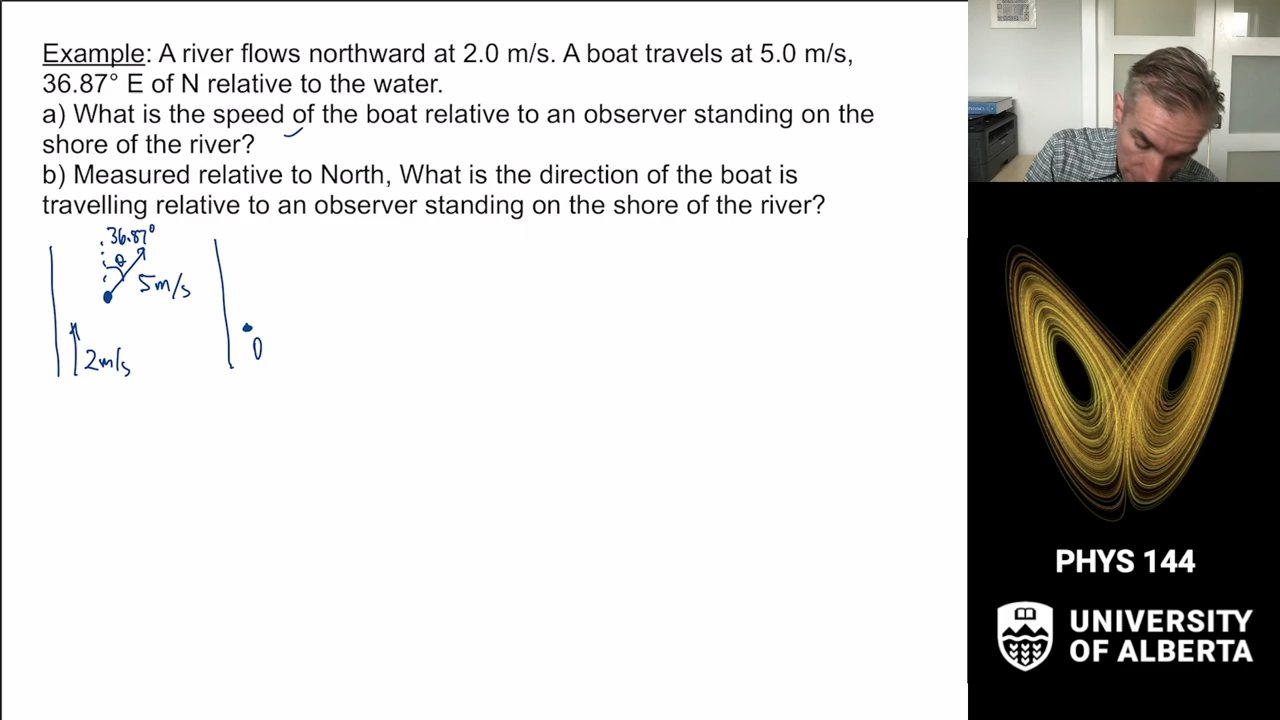 Example: A river flows northward at 2.0 m/s. A boat travels at 5.0 m/s,
36.87° E of N relative to the water.
a) What is the speed of the boat relative to an observer standing on the
shore of the river?
b) Measured relative to North, What is the direction of the boat is
travelling relative to an observer standing on the shore of the river?
36.87°
θ
5m/s
2m/s
O
PHYS 144
UNIVERSITY
OF ALBERTA